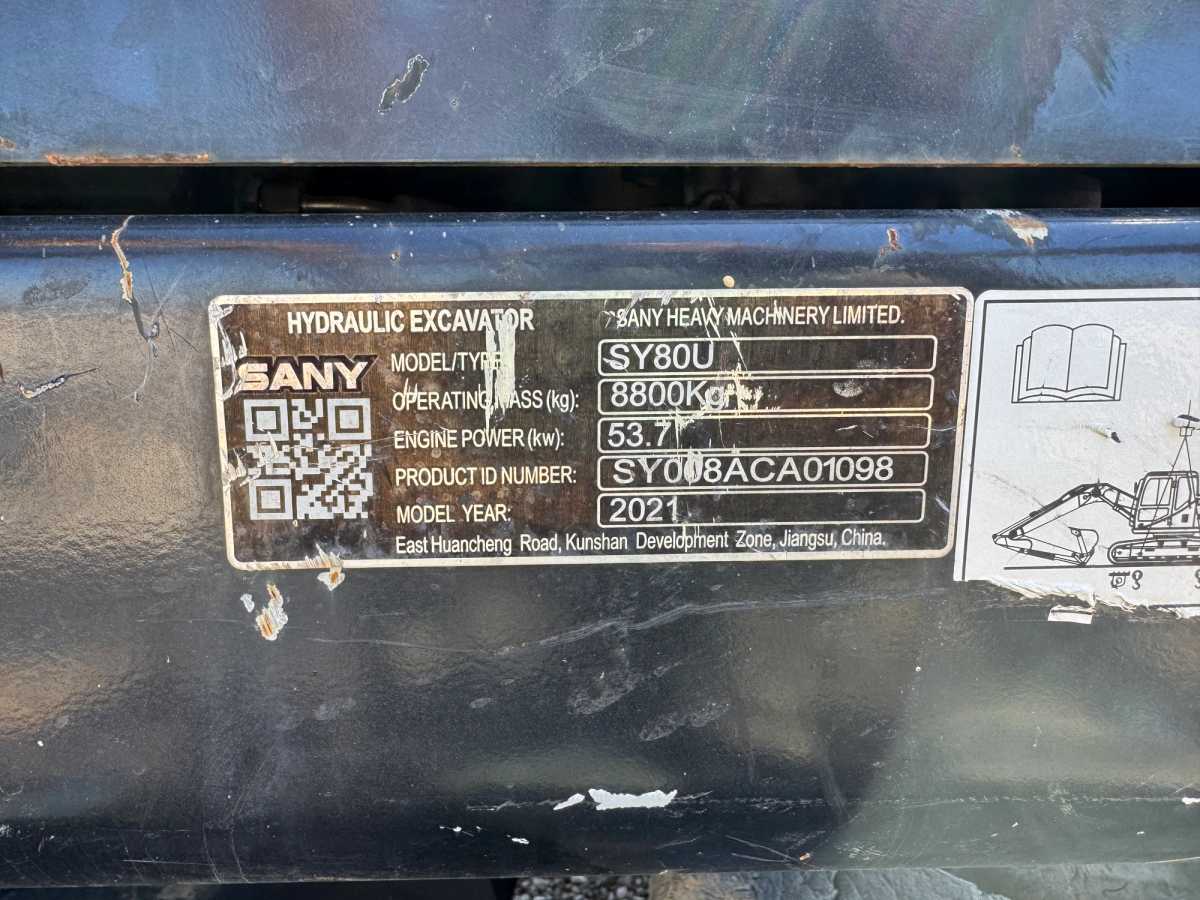 HYDRAULIC EXCAVATOR
SANY HEAVY MACHINERY LIMITED.
SANY
MODEL/TYPE
SY80U
OPERATING MASS (kg):
8800Kg
ENGINE POWER (kw):
53.7
PRODUCT ID NUMBER:
SY008ACA01098
MODEL YEAR:
2021
East Huancheng Road, Kunshan Development Zone, Jiangsu, China.